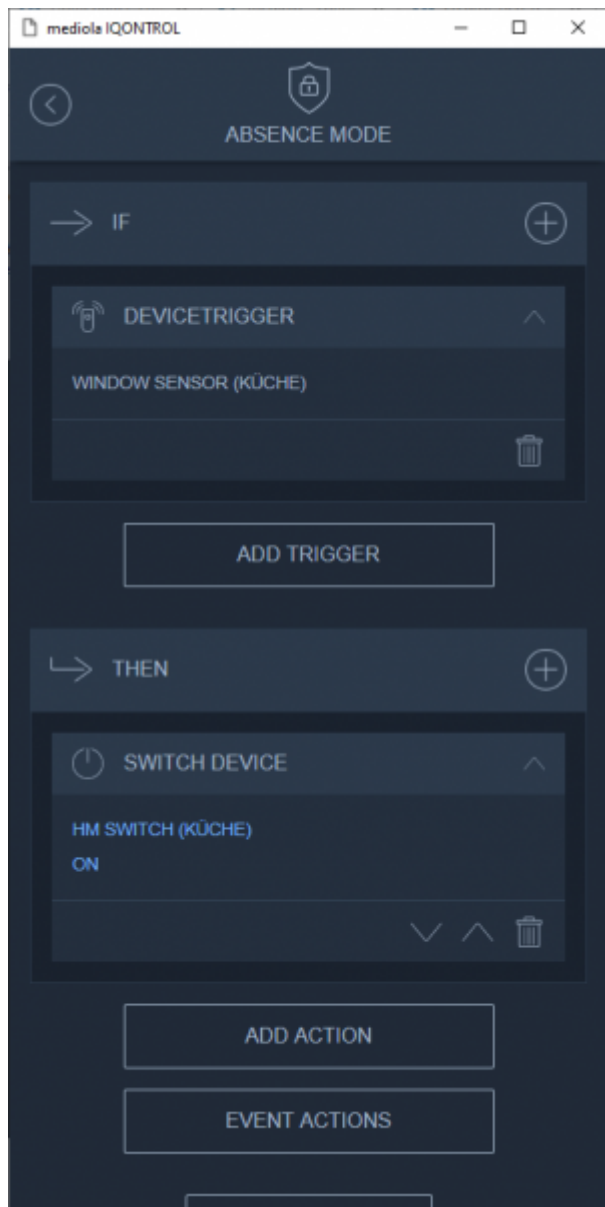 mediola IQONTROL
ABSENCE MODE
IF
DEVICETRIGGER
WINDOW SENSOR (KÜCHE)
ADD TRIGGER
THEN
SWITCH DEVICE
HM SWITCH (KÜCHE)
ON
ADD ACTION
EVENT ACTIONS